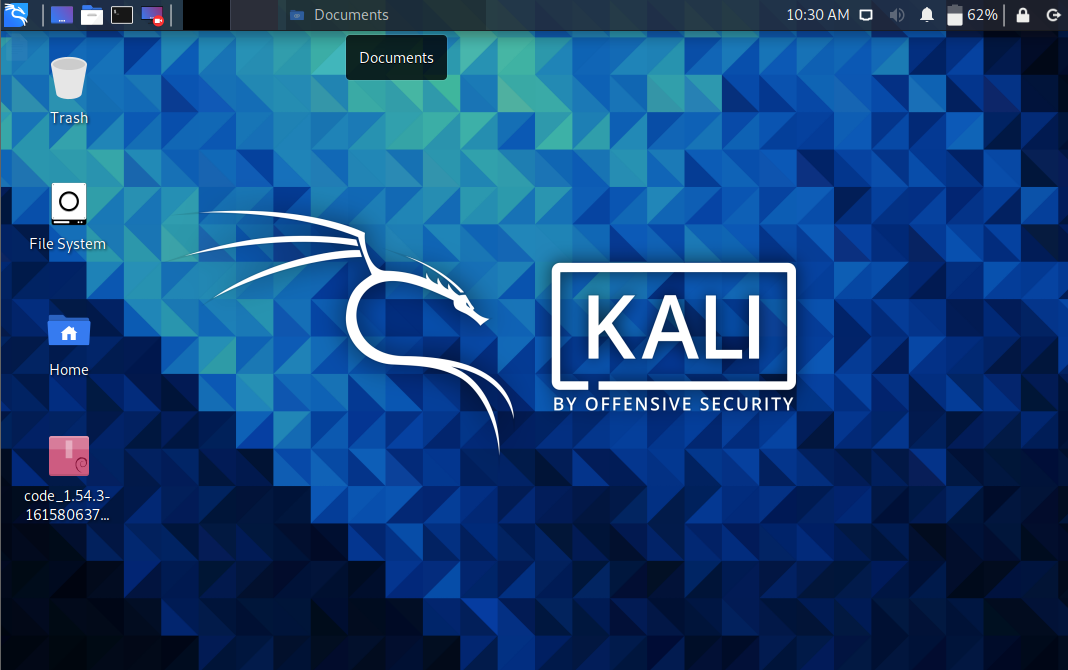 Documents
10:30 AM
62%
Documents
Trash
File System
Home
code_1.54.3-
161580637...
KALI
BY OFFENSIVE SECURITY